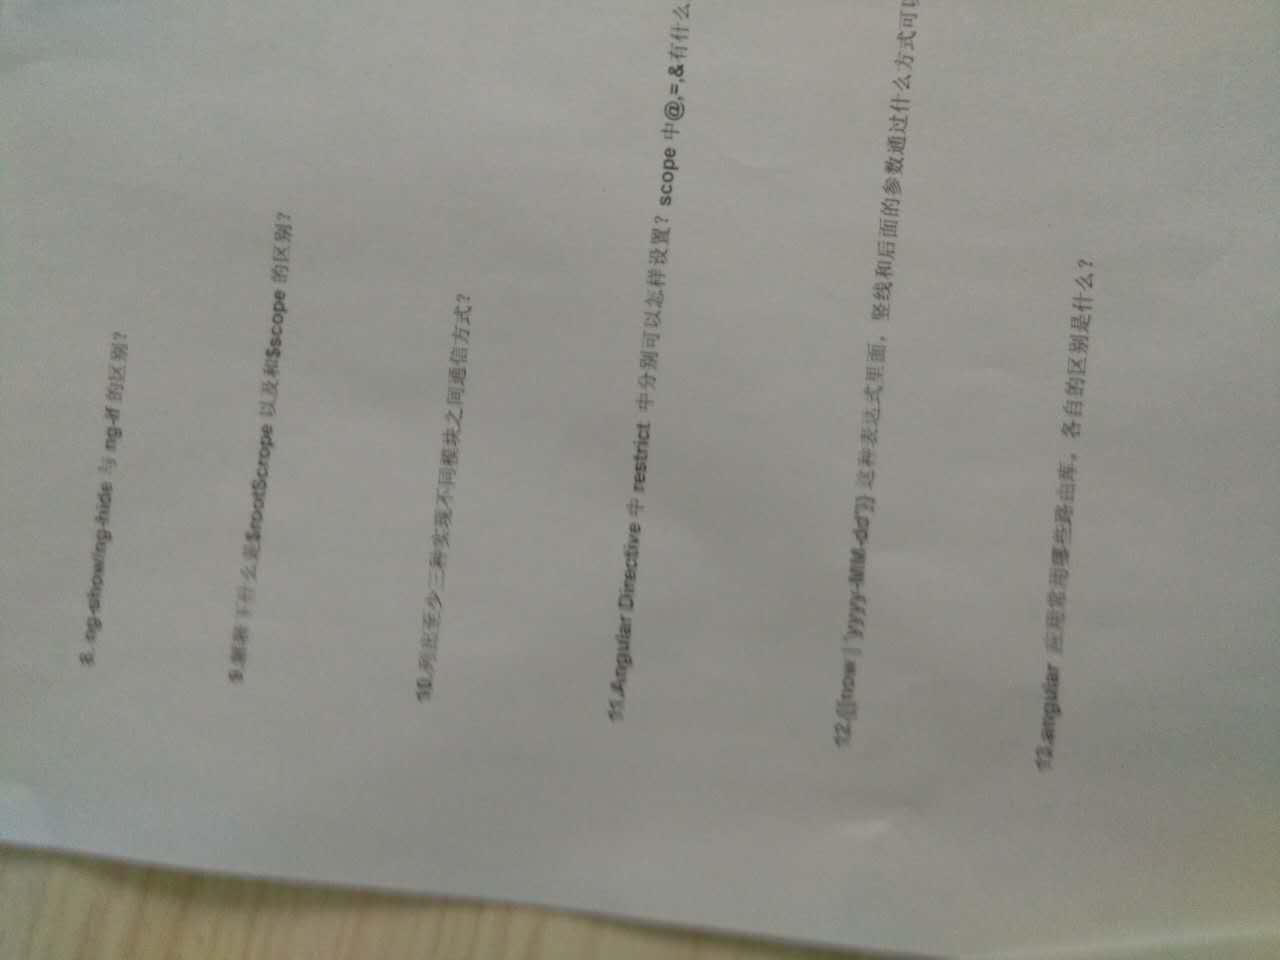 8. ng-show/ng-hide 与 ng-if 的区别?
9.解释下什么是$rootScrope 以及和$scope 的区别?
10.列出至少三种实现不同模块之间通信方式?
11.Angular Directive 中 restrict 中分别可以怎样设置? scope 中@,=,&有什么
12.{{now | 'yyyy-MM-dd'}} 这种表达式里面，竖线和后面的参数通过什么方式可以
13.angular 应用常用哪些路由库，各自的区别是什么?